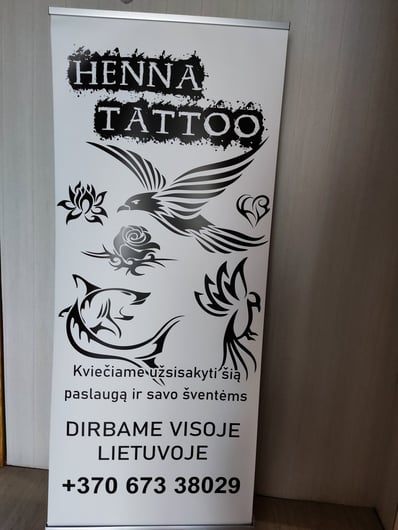 HENNA
TATTOO
Kviečiame užsisakyti šią
paslaugą ir savo šventėms
DIRBAME VISOJE
LIETUVOJE
+370 673 38029